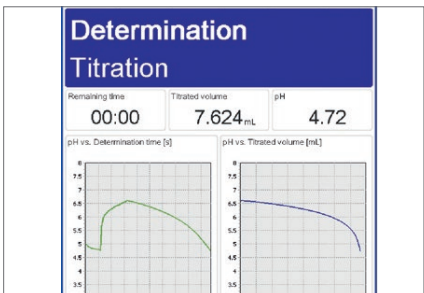 Determination
Titration
Remaining time
Titrated volume
pH
00:00
7.624 mL
4.72
pH vs. Determination time [s]
pH vs. Titrated volume [mL]
8
7.5
7
6.5
6
5.5
5
4.5
4
3.5
8
7.5
7
6.5
6
5.5
5
4.5
4
3.5